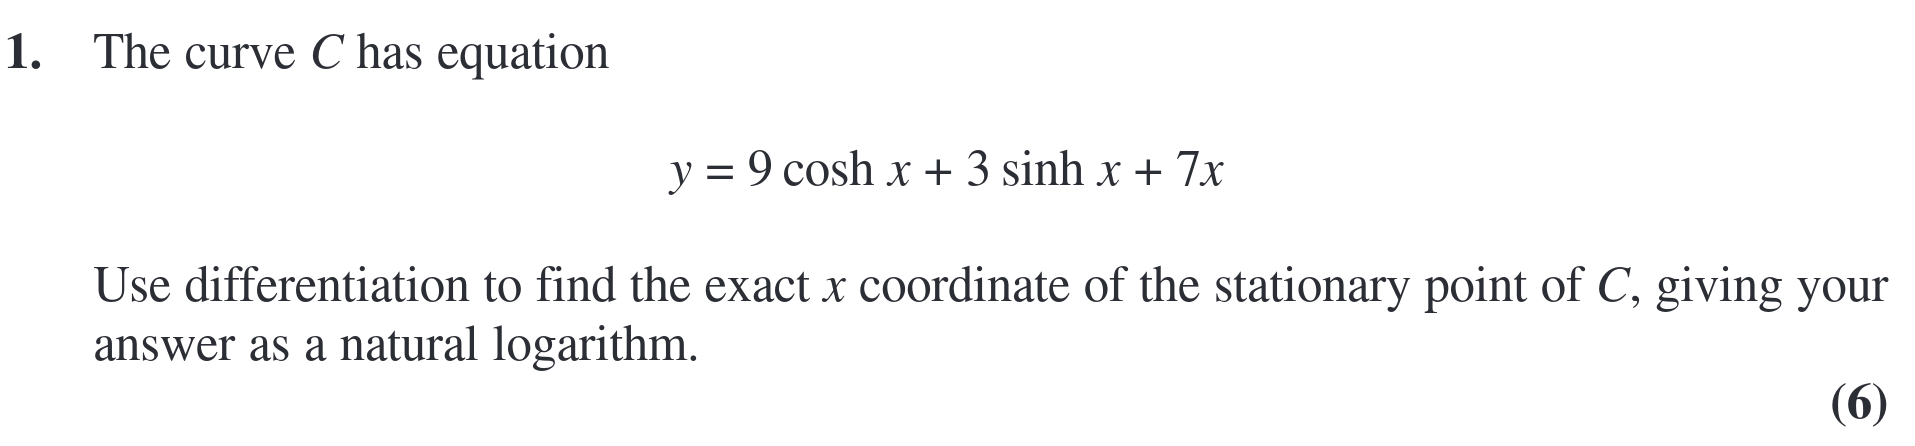 1. The curve C has equation
y = 9 cosh x + 3 sinh x + 7x
Use differentiation to find the exact x coordinate of the stationary point of C, giving your
answer as a natural logarithm.
(6)